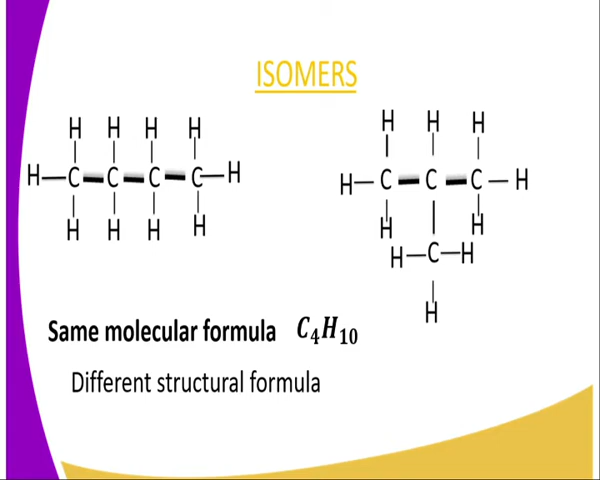 ISOMERS
H H H H
H—C—C—C—C—H
H H H H
H H H
H—C—C—C—H
H H
H—C—H
H
Same molecular formula C₄H₁₀
Different structural formula